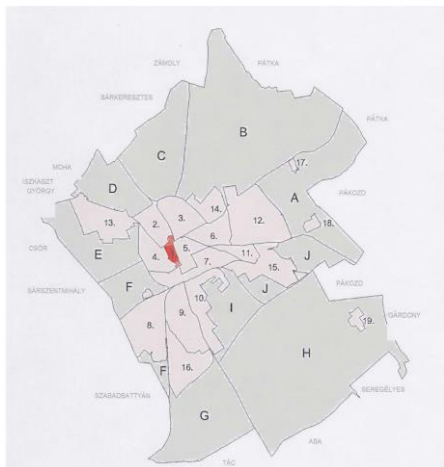 ZÁMOLY
PÁTKA
SÁRKERESZTES
B
C
PÁTKA
MOHA
ISZKASZT
GYÖRGY
D
17.
A
PÁKOZD
13.
2.
3.
14.
12.
18.
CSÓR
E
4.
5.
6.
7.
11.
J
15.
J
SÁRSZENTMIHÁLY
F
10.
I
PÁKOZD
8.
9.
19.
GÁRDONY
F
16.
H
SZABADBATTYÁN
SEREGÉLYES
G
TÁC
ABA